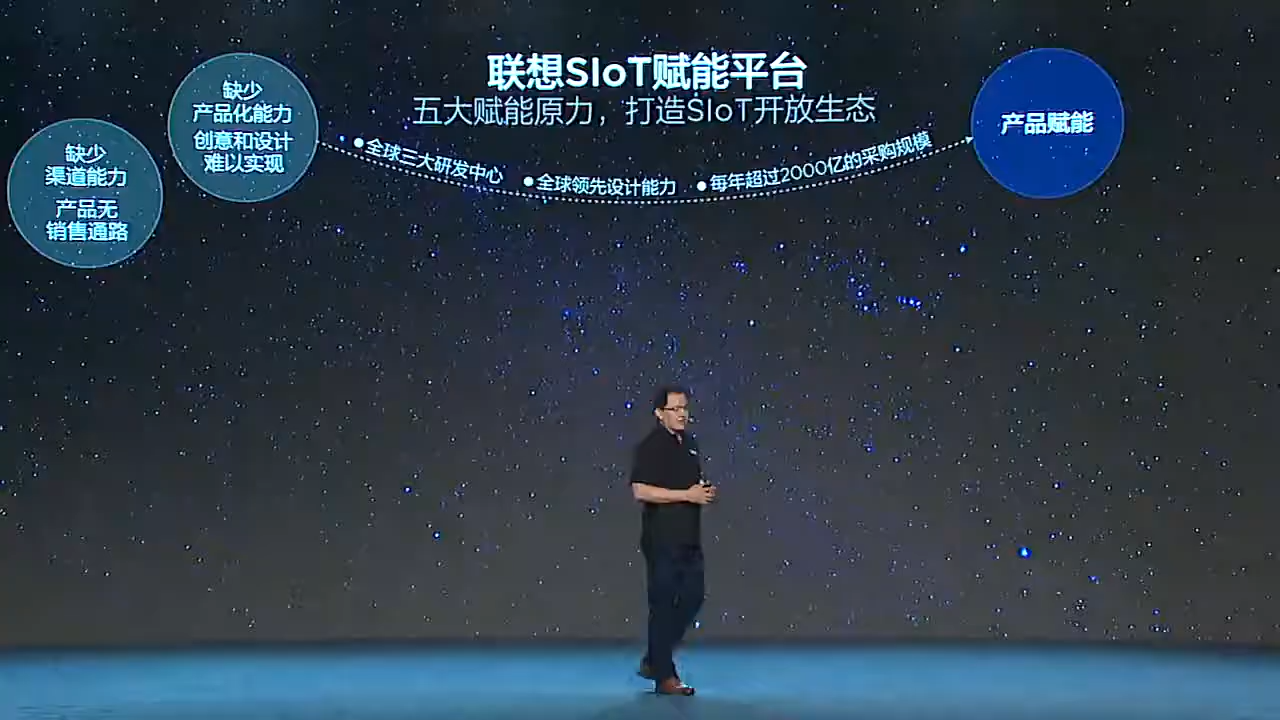 联想SIoT赋能平台
五大赋能原力，打造SIoT开放生态
缺少
渠道能力
产品无
销售通路
缺少
产品化能力
创意和设计
难以实现
全球三大研发中心
全球领先设计能力
每年超过2000亿的采购规模
产品赋能